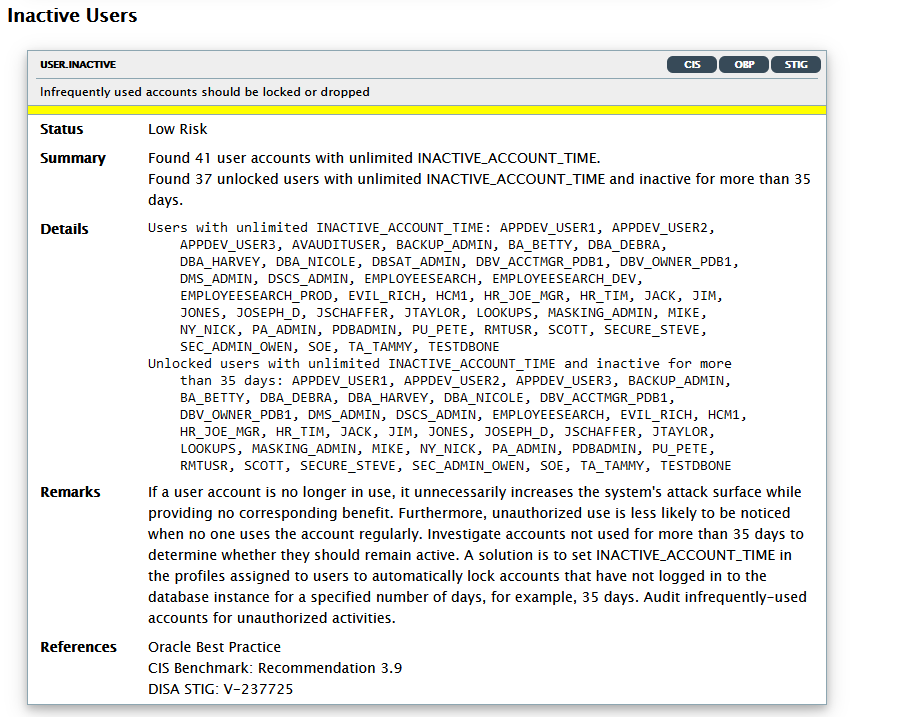 Inactive Users
USER.INACTIVE CIS OBP STIG
Infrequently used accounts should be locked or dropped
Status Low Risk
Summary Found 41 user accounts with unlimited INACTIVE_ACCOUNT_TIME.
Found 37 unlocked users with unlimited INACTIVE_ACCOUNT_TIME and inactive for more than 35
days.
Details Users with unlimited INACTIVE_ACCOUNT_TIME: APPDEV_USER1, APPDEV_USER2,
APPDEV_USER3, AVAUDITUSER, BACKUP_ADMIN, BA_BETTY, DBA_DEBRA,
DBA_HARVEY, DBA_NICOLE, DBSAT_ADMIN, DBV_ACCTMGR_PDB1, DBV_OWNER_PDB1,
DMS_ADMIN, DSCS_ADMIN, EMPLOYEESEARCH, EMPLOYEESEARCH_DEV,
EMPLOYEESEARCH_PROD, EVIL_RICH, HCM1, HR_JOE_MGR, HR_TIM, JACK, JIM,
JONES, JOSEPH_D, JSCHAFFER, JTAYLOR, LOOKUPS, MASKING_ADMIN, MIKE,
NY_NICK, PA_ADMIN, PDBADMIN, PU_PETE, RMTUSR, SCOTT, SECURE_STEVE,
SEC_ADMIN_OWEN, SOE, TA_TAMMY, TESTDBONE
Unlocked users with unlimited INACTIVE_ACCOUNT_TIME and inactive for more
than 35 days: APPDEV_USER1, APPDEV_USER2, APPDEV_USER3, BACKUP_ADMIN,
BA_BETTY, DBA_DEBRA, DBA_HARVEY, DBA_NICOLE, DBV_ACCTMGR_PDB1,
DBV_OWNER_PDB1, DMS_ADMIN, DSCS_ADMIN, EMPLOYEESEARCH, EVIL_RICH, HCM1,
HR_JOE_MGR, HR_TIM, JACK, JIM, JONES, JOSEPH_D, JSCHAFFER, JTAYLOR,
LOOKUPS, MASKING_ADMIN, MIKE, NY_NICK, PA_ADMIN, PDBADMIN, PU_PETE,
RMTUSR, SCOTT, SECURE_STEVE, SEC_ADMIN_OWEN, SOE, TA_TAMMY, TESTDBONE
Remarks If a user account is no longer in use, it unnecessarily increases the system's attack surface while
providing no corresponding benefit. Furthermore, unauthorized use is less likely to be noticed
when no one uses the account regularly. Investigate accounts not used for more than 35 days to
determine whether they should remain active. A solution is to set INACTIVE_ACCOUNT_TIME in
the profiles assigned to users to automatically lock accounts that have not logged in to the
database instance for a specified number of days, for example, 35 days. Audit infrequently-used
accounts for unauthorized activities.
References Oracle Best Practice
CIS Benchmark: Recommendation 3.9
DISA STIG: V-237725